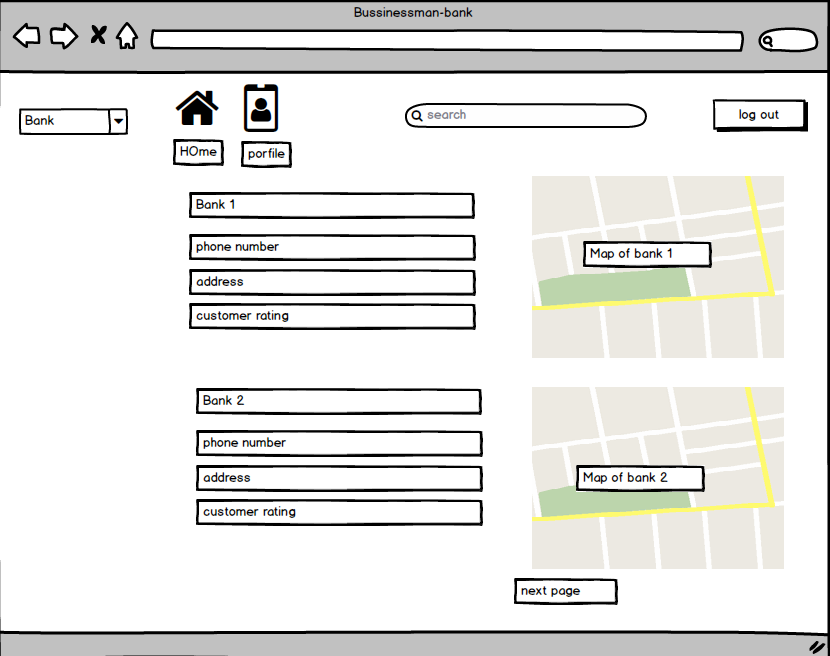 Bussinessman-bank
Bank
search
log out
HOme
porfile
Bank 1
phone number
address
customer rating
Map of bank 1
Bank 2
phone number
address
customer rating
Map of bank 2
next page